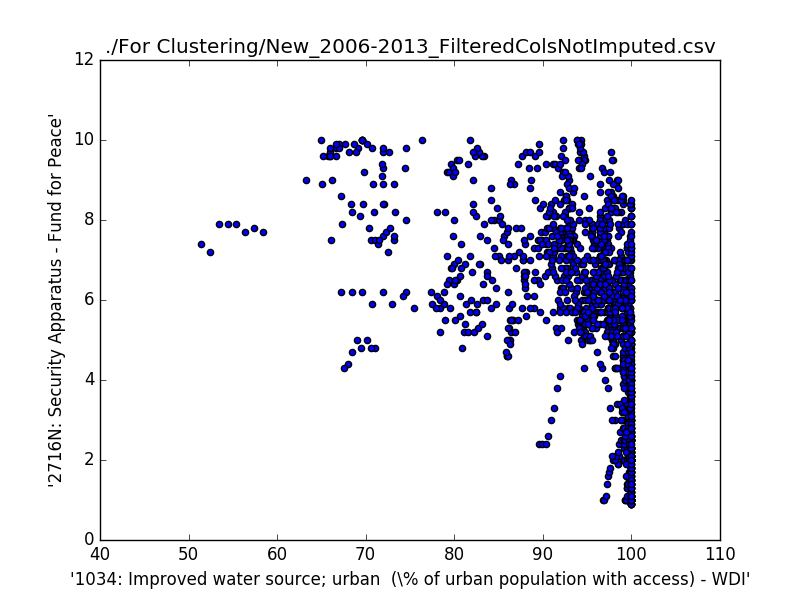 ./For Clustering/New_2006-2013_FilteredColsNotImputed.csv
'2716N: Security Apparatus - Fund for Peace'
12
10
8
6
4
2
0
40 50 60 70 80 90 100 110
'1034: Improved water source; urban  (\% of urban population with access) - WDI'